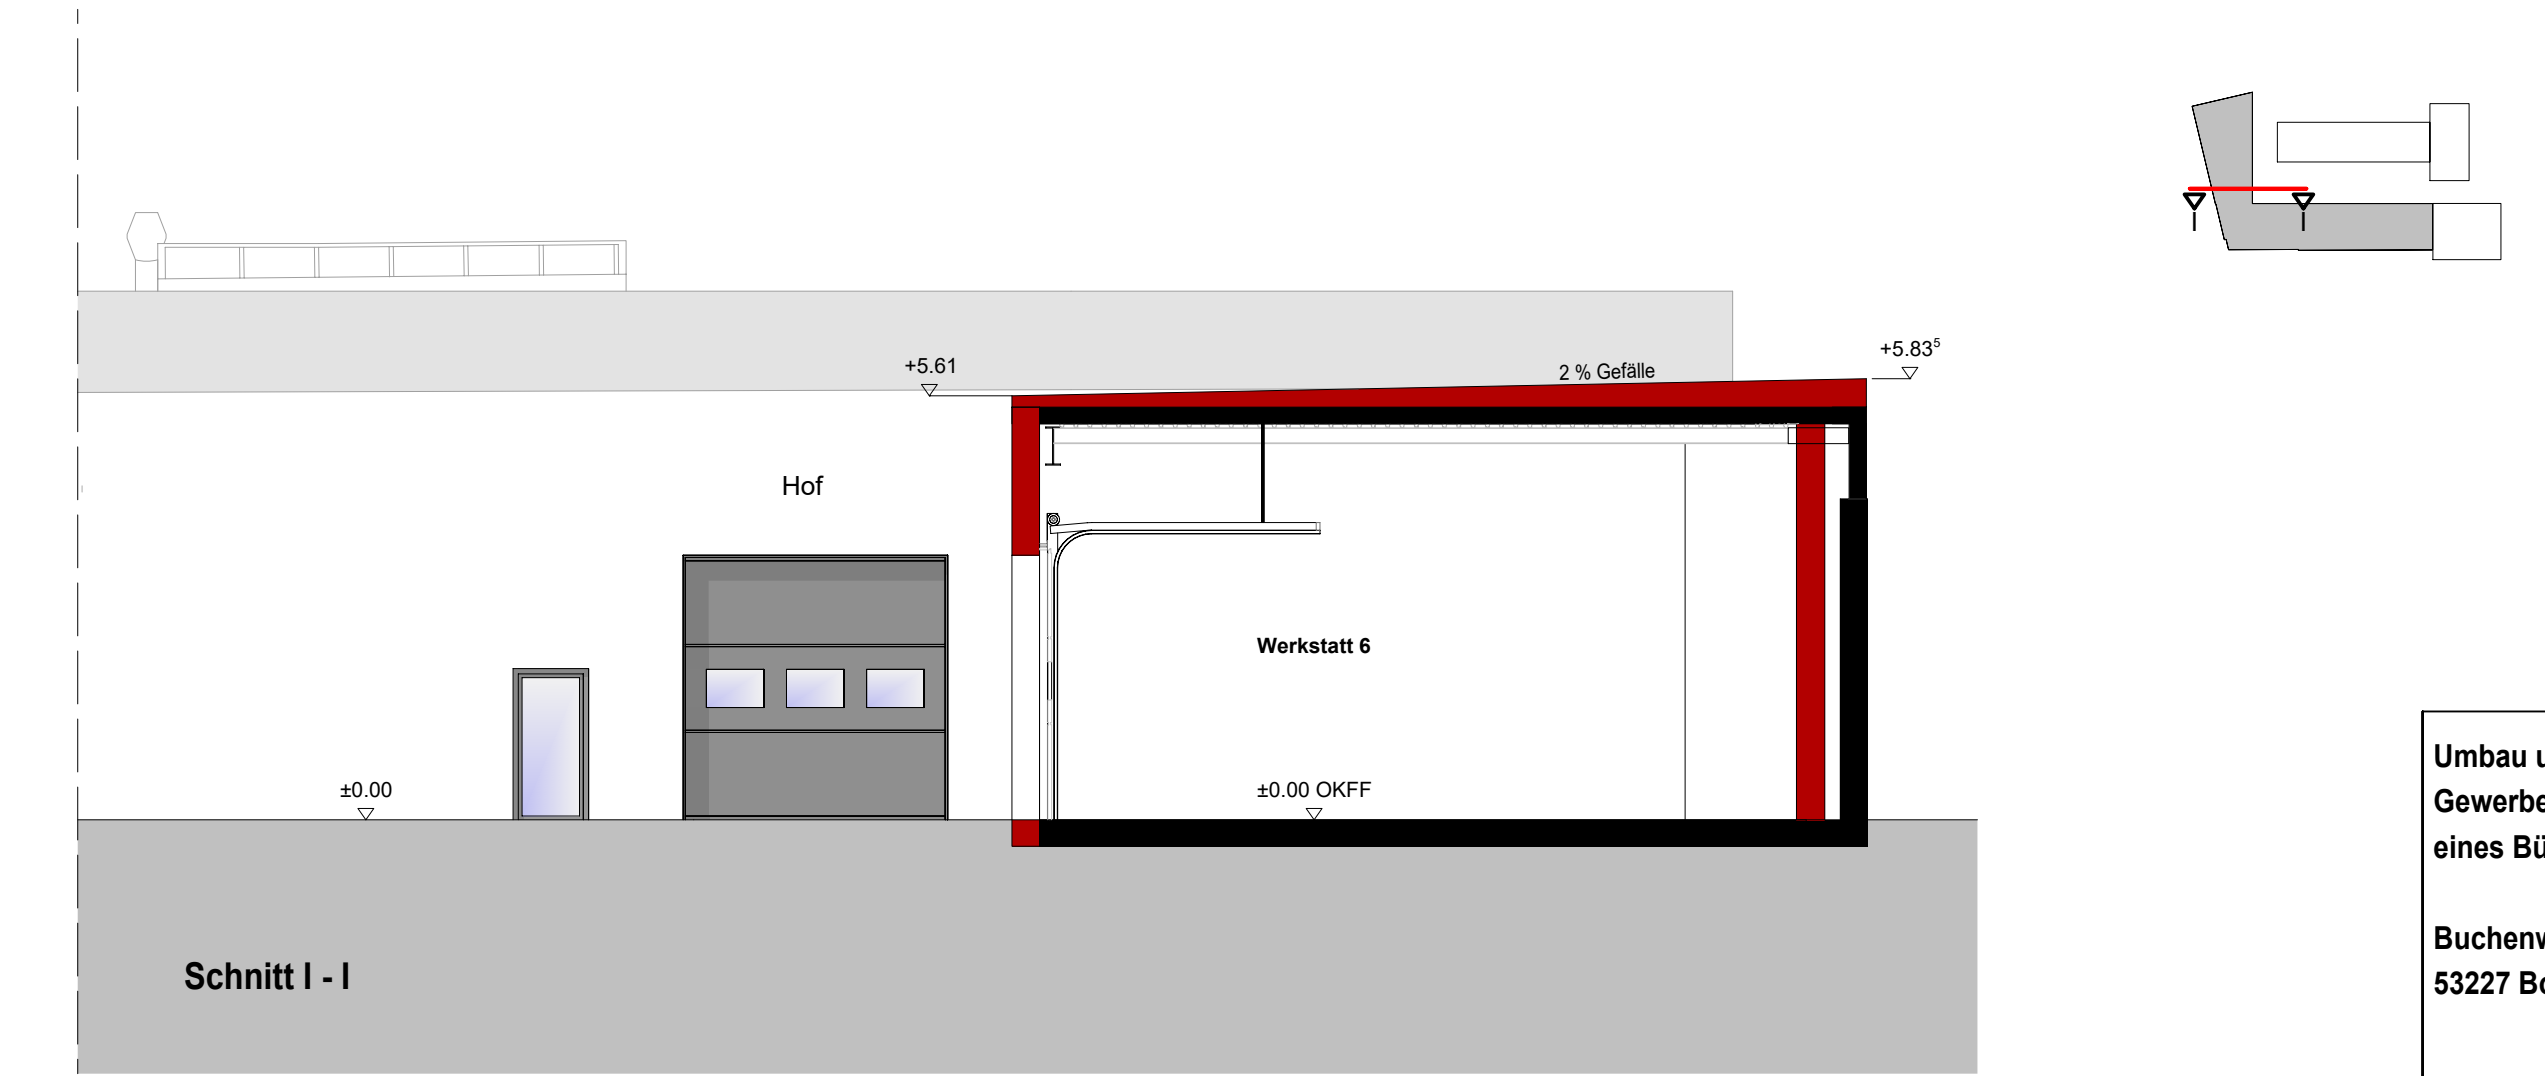 +5.61
2 % Gefälle
+5.83⁵
Hof
Werkstatt 6
±0.00
±0.00 OKFF
Schnitt I - I
I
I
Umbau u
Gewerbe
eines Bü
Buchenw
53227 Bo